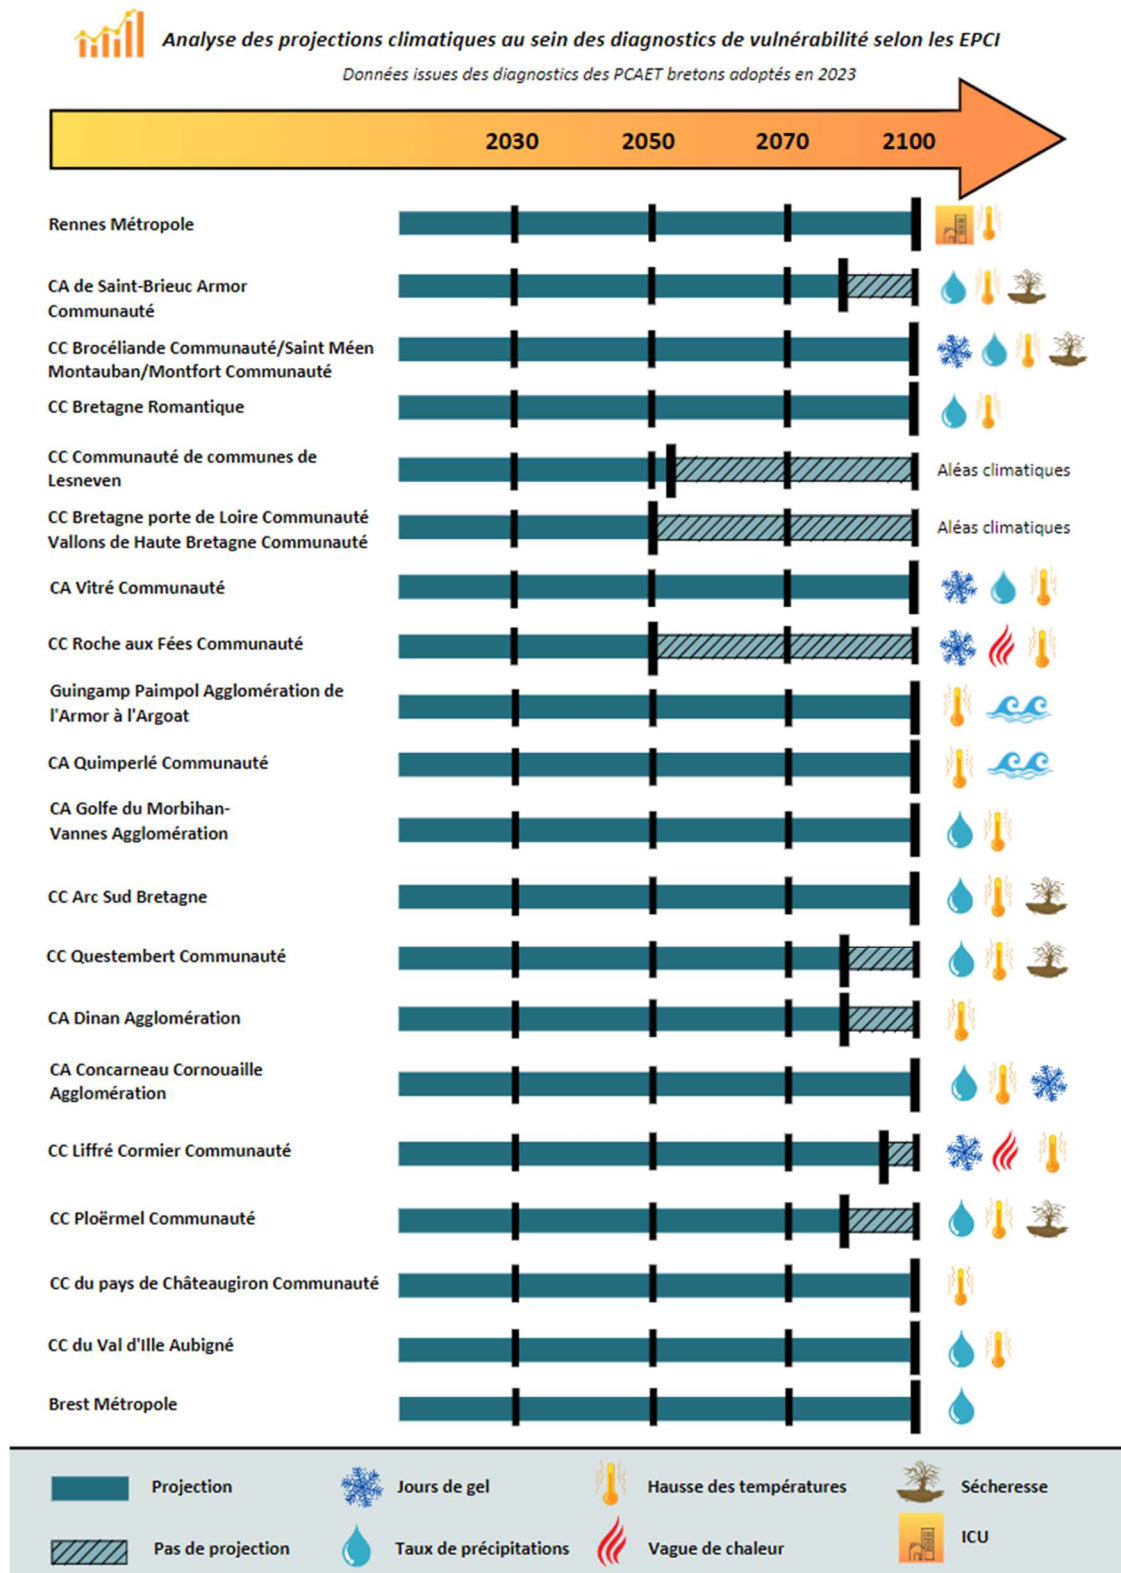 Analyse des projections climatiques au sein des diagnostics de vulnérabilité selon les EPCI
Données issues des diagnostics des PCAET bretons adoptés en 2023
2030 2050 2070 2100
Rennes Métropole
CA de Saint-Brieuc Armor
Communauté
CC Brocéliande Communauté/Saint Méen
Montauban/Montfort Communauté
CC Bretagne Romantique
CC Communauté de communes de
Lesneven
Aléas climatiques
CC Bretagne porte de Loire Communauté
Vallons de Haute Bretagne Communauté
Aléas climatiques
CA Vitré Communauté
CC Roche aux Fées Communauté
Guingamp Paimpol Agglomération de
l'Armor à l'Argoat
CA Quimperlé Communauté
CA Golfe du Morbihan-
Vannes Agglomération
CC Arc Sud Bretagne
CC Questembert Communauté
CA Dinan Agglomération
CA Concarneau Cornouaille
Agglomération
CC Liffré Cormier Communauté
CC Ploërmel Communauté
CC du pays de Châteaugiron Communauté
CC du Val d'Ille Aubigné
Brest Métropole
Projection
Jours de gel
Hausse des températures
Sécheresse
Pas de projection
Taux de précipitations
Vague de chaleur
ICU